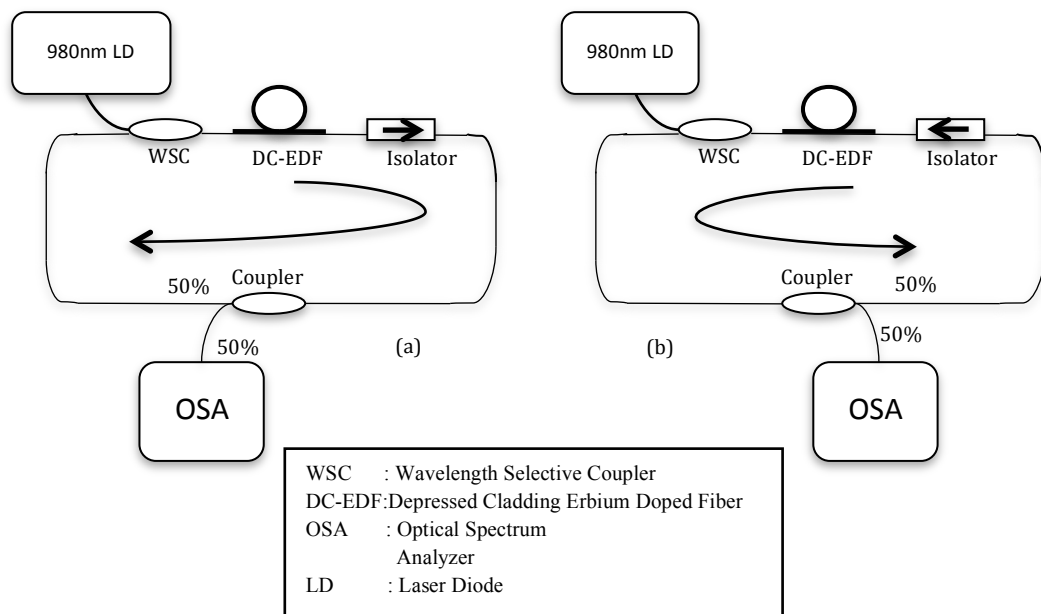 980nm LD
WSC
DC-EDF
Isolator
Coupler
50%
50%
(a)
OSA
980nm LD
WSC
DC-EDF
Isolator
Coupler
50%
50%
(b)
OSA
WSC : Wavelength Selective Coupler
DC-EDF:Depressed Cladding Erbium Doped Fiber
OSA : Optical Spectrum
Analyzer
LD : Laser Diode